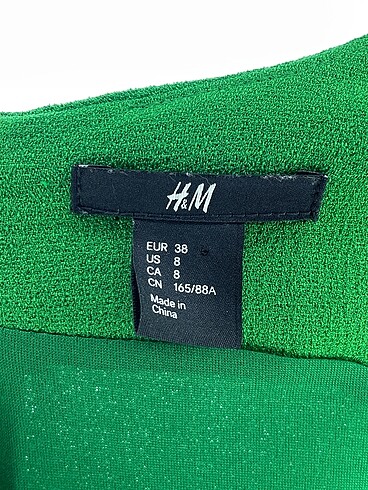 H&M
EUR 38
US 8
CA 8
CN 165/88A
Made in
China